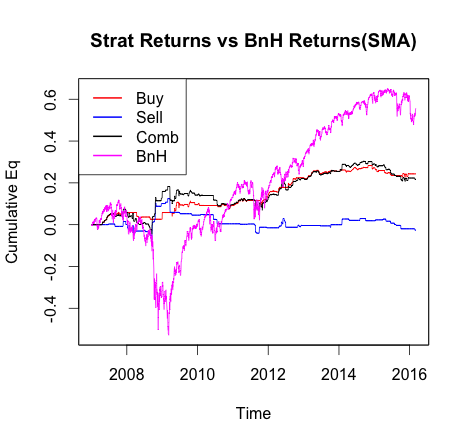 Strat Returns vs BnH Returns(SMA)
Cumulative Eq
0.6
0.4
0.2
0.0
-0.2
-0.4
Buy
Sell
Comb
BnH
2008 2010 2012 2014 2016
Time